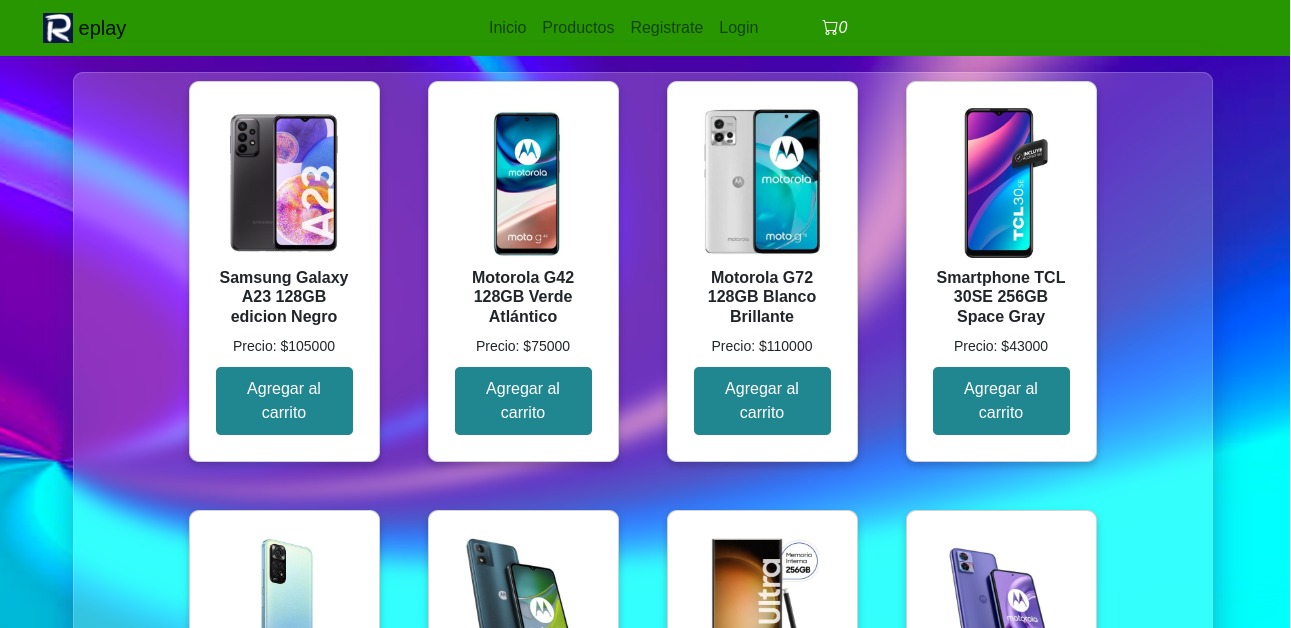 R eplay
Inicio Productos Registrate Login 0
A23
motorola
moto g
motorola
motorola
moto g
INCLUYE
TCL 30 SE
Samsung Galaxy
A23 128GB
edicion Negro
Motorola G42
128GB Verde
Atlántico
Motorola G72
128GB Blanco
Brillante
Smartphone TCL
30SE 256GB
Space Gray
Precio: $105000
Precio: $75000
Precio: $110000
Precio: $43000
Agregar al
carrito
Agregar al
carrito
Agregar al
carrito
Agregar al
carrito
Ultra
Memoria
Interna
256GB
motorola